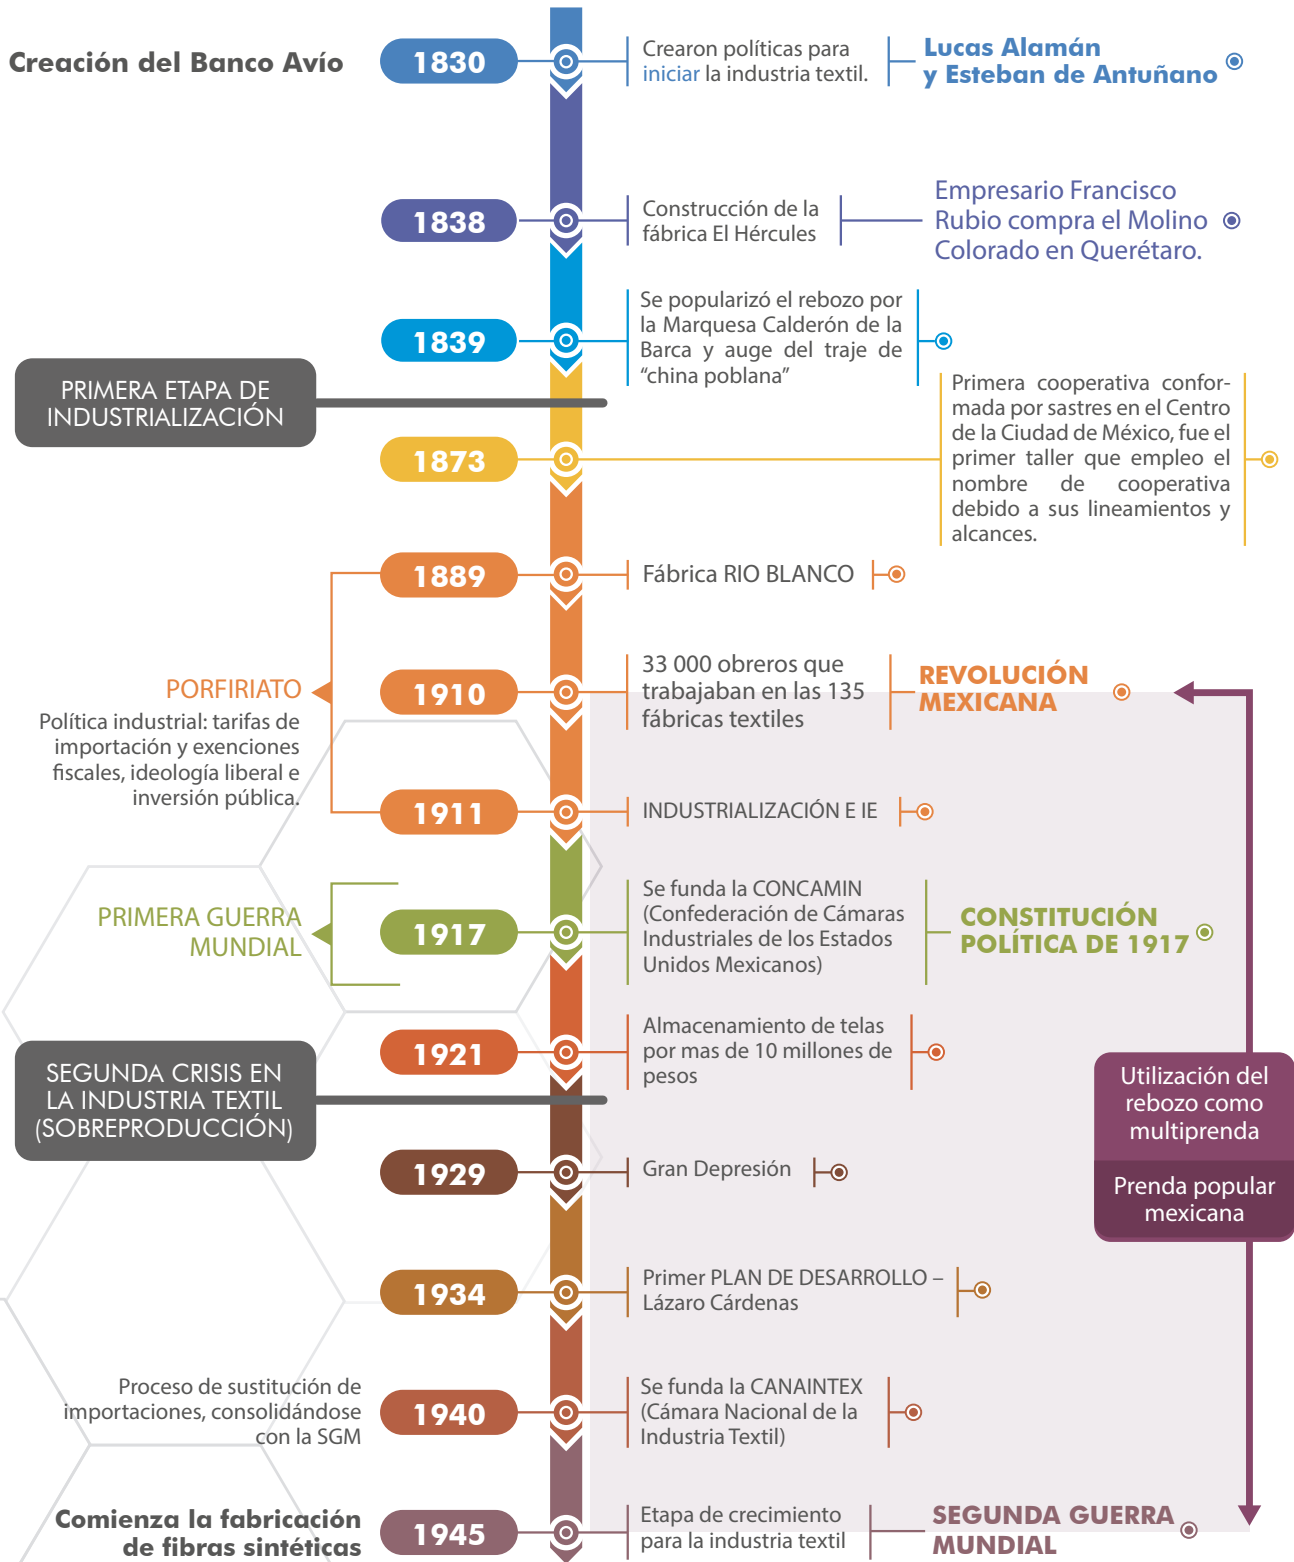 Creación del Banco Avío
1830
Crearon políticas para
iniciar la industria textil.
Lucas Alamán
y Esteban de Antuñano
1838
Construcción de la
fábrica El Hércules
Empresario Francisco
Rubio compra el Molino
Colorado en Querétaro.
1839
Se popularizó el rebozo por
la Marquesa Calderón de la
Barca y auge del traje de
“china poblana”
PRIMERA ETAPA DE
INDUSTRIALIZACIÓN
1873
Primera cooperativa confor-
mada por sastres en el Centro
de la Ciudad de México, fue el
primer taller que empleo el
nombre de cooperativa
debido a sus lineamientos y
alcances.
1889
Fábrica RIO BLANCO
PORFIRIATO
Política industrial: tarifas de
importación y exenciones
fiscales, ideología liberal e
inversión pública.
1910
33 000 obreros que
trabajaban en las 135
fábricas textiles
REVOLUCIÓN
MEXICANA
1911
INDUSTRIALIZACIÓN E IE
PRIMERA GUERRA
MUNDIAL
1917
Se funda la CONCAMIN
(Confederación de Cámaras
Industriales de los Estados
Unidos Mexicanos)
CONSTITUCIÓN
POLÍTICA DE 1917
1921
Almacenamiento de telas
por mas de 10 millones de
pesos
SEGUNDA CRISIS EN
LA INDUSTRIA TEXTIL
(SOBREPRODUCCIÓN)
Utilización del
rebozo como
multiprenda
Prenda popular
mexicana
1929
Gran Depresión
1934
Primer PLAN DE DESARROLLO –
Lázaro Cárdenas
Proceso de sustitución de
importaciones, consolidándose
con la SGM
1940
Se funda la CANAINTEX
(Cámara Nacional de la
Industria Textil)
Comienza la fabricación
de fibras sintéticas
1945
Etapa de crecimiento
para la industria textil
SEGUNDA GUERRA
MUNDIAL